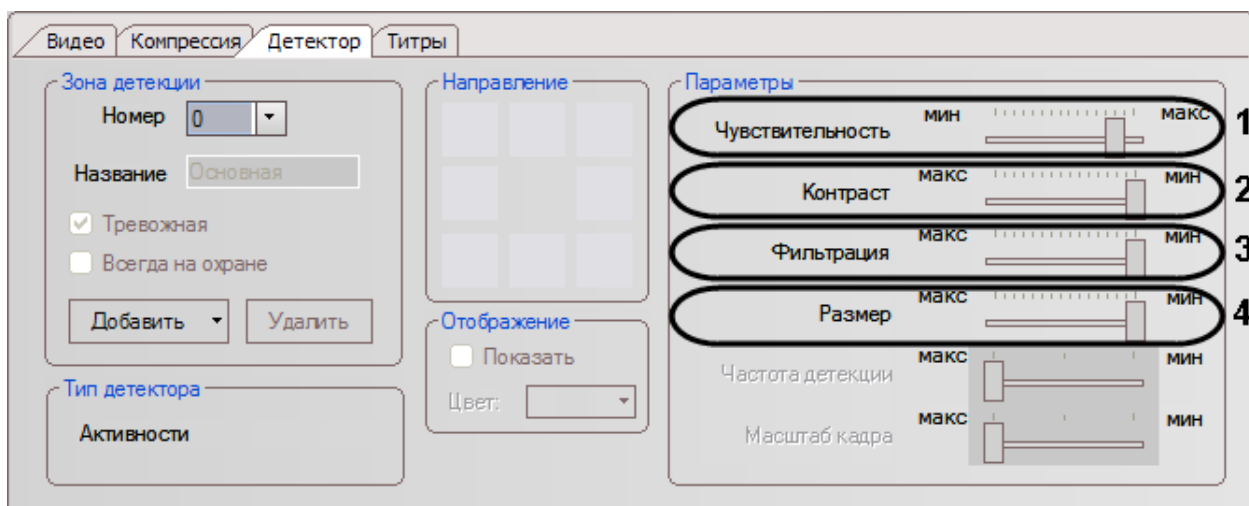 Видео Компрессия Детектор Титры
Зона детекции
Номер 0
Название Основная
Тревожная
Всегда на охране
Добавить Удалить
Тип детектора
Активности
Направление
Отображение
Показать
Цвет:
Параметры
Чувствительность мин макс 1
Контраст макс мин 2
Фильтрация макс мин 3
Размер макс мин 4
Частота детекции макс мин
Масштаб кадра макс мин